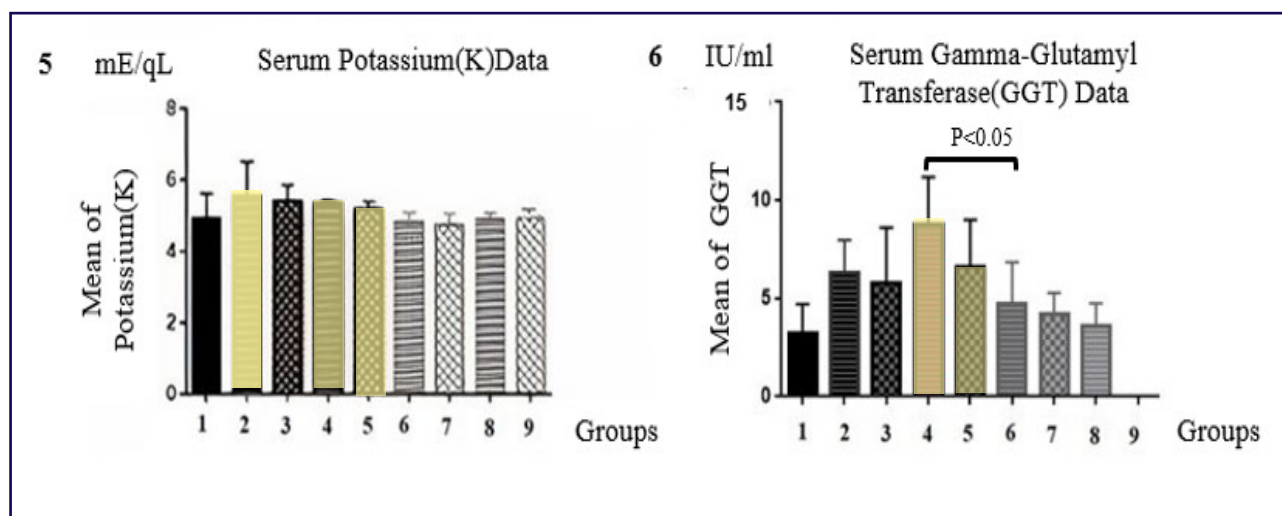 5 mE/qL Serum Potassium(K)Data
8
6
4
2
0
Mean of
Potassium(K)
1 2 3 4 5 6 7 8 9 Groups
6 IU/ml Serum Gamma-Glutamyl
Transferase(GGT) Data
15
10
5
0
P<0.05
Mean of GGT
1 2 3 4 5 6 7 8 9 Groups